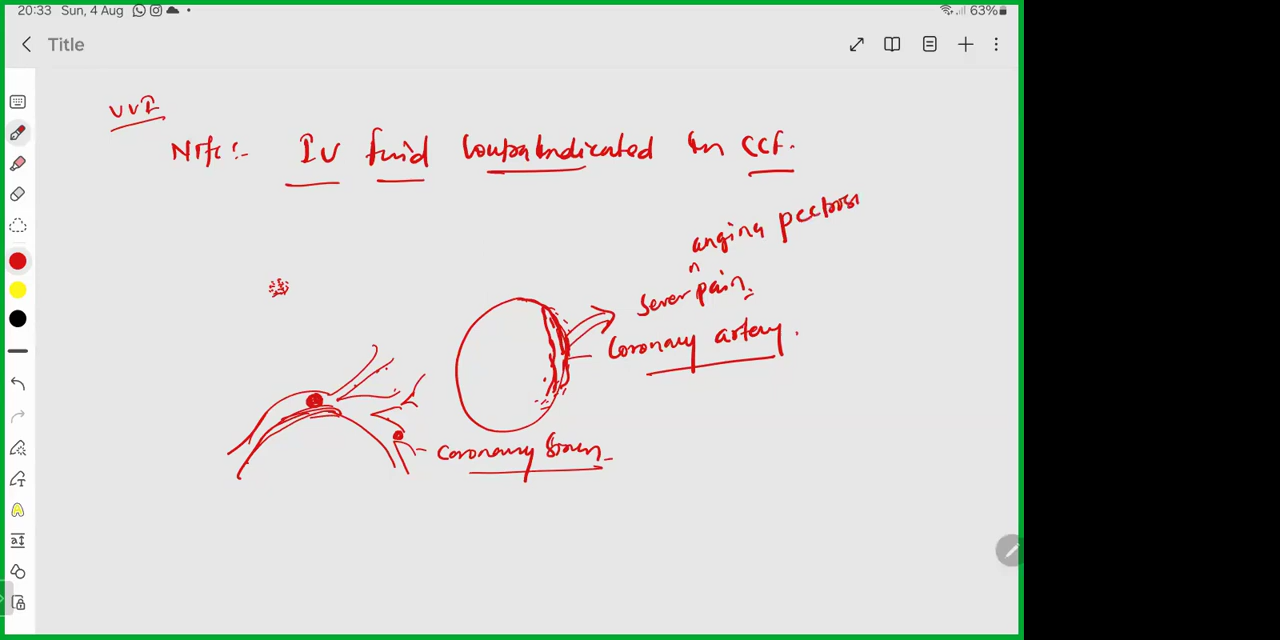 20:33 Sun, 4 Aug
63%
Title
VVI
Note:- IV fluid contraindicated in CCF.
angina pectoris
Sever pain.
Coronary artery.
Coronary